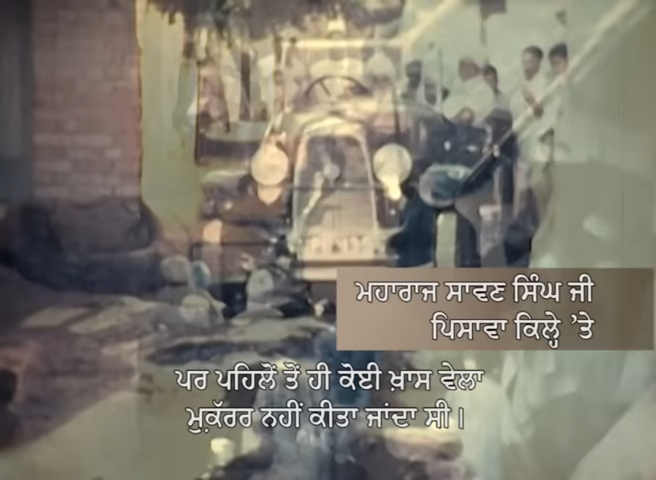 ਮਹਾਰਾਜ ਸਾਵਣ ਸਿੰਘ ਜੀ
ਪਿਸਾਵਾ ਕਿਲ੍ਹੇ ’ਤੇ
ਪਰ ਪਹਿਲੋਂ ਤੋਂ ਹੀ ਕੋਈ ਖ਼ਾਸ ਵੇਲਾ
ਮੁਕੱਰਰ ਨਹੀਂ ਕੀਤਾ ਜਾਂਦਾ ਸੀ।